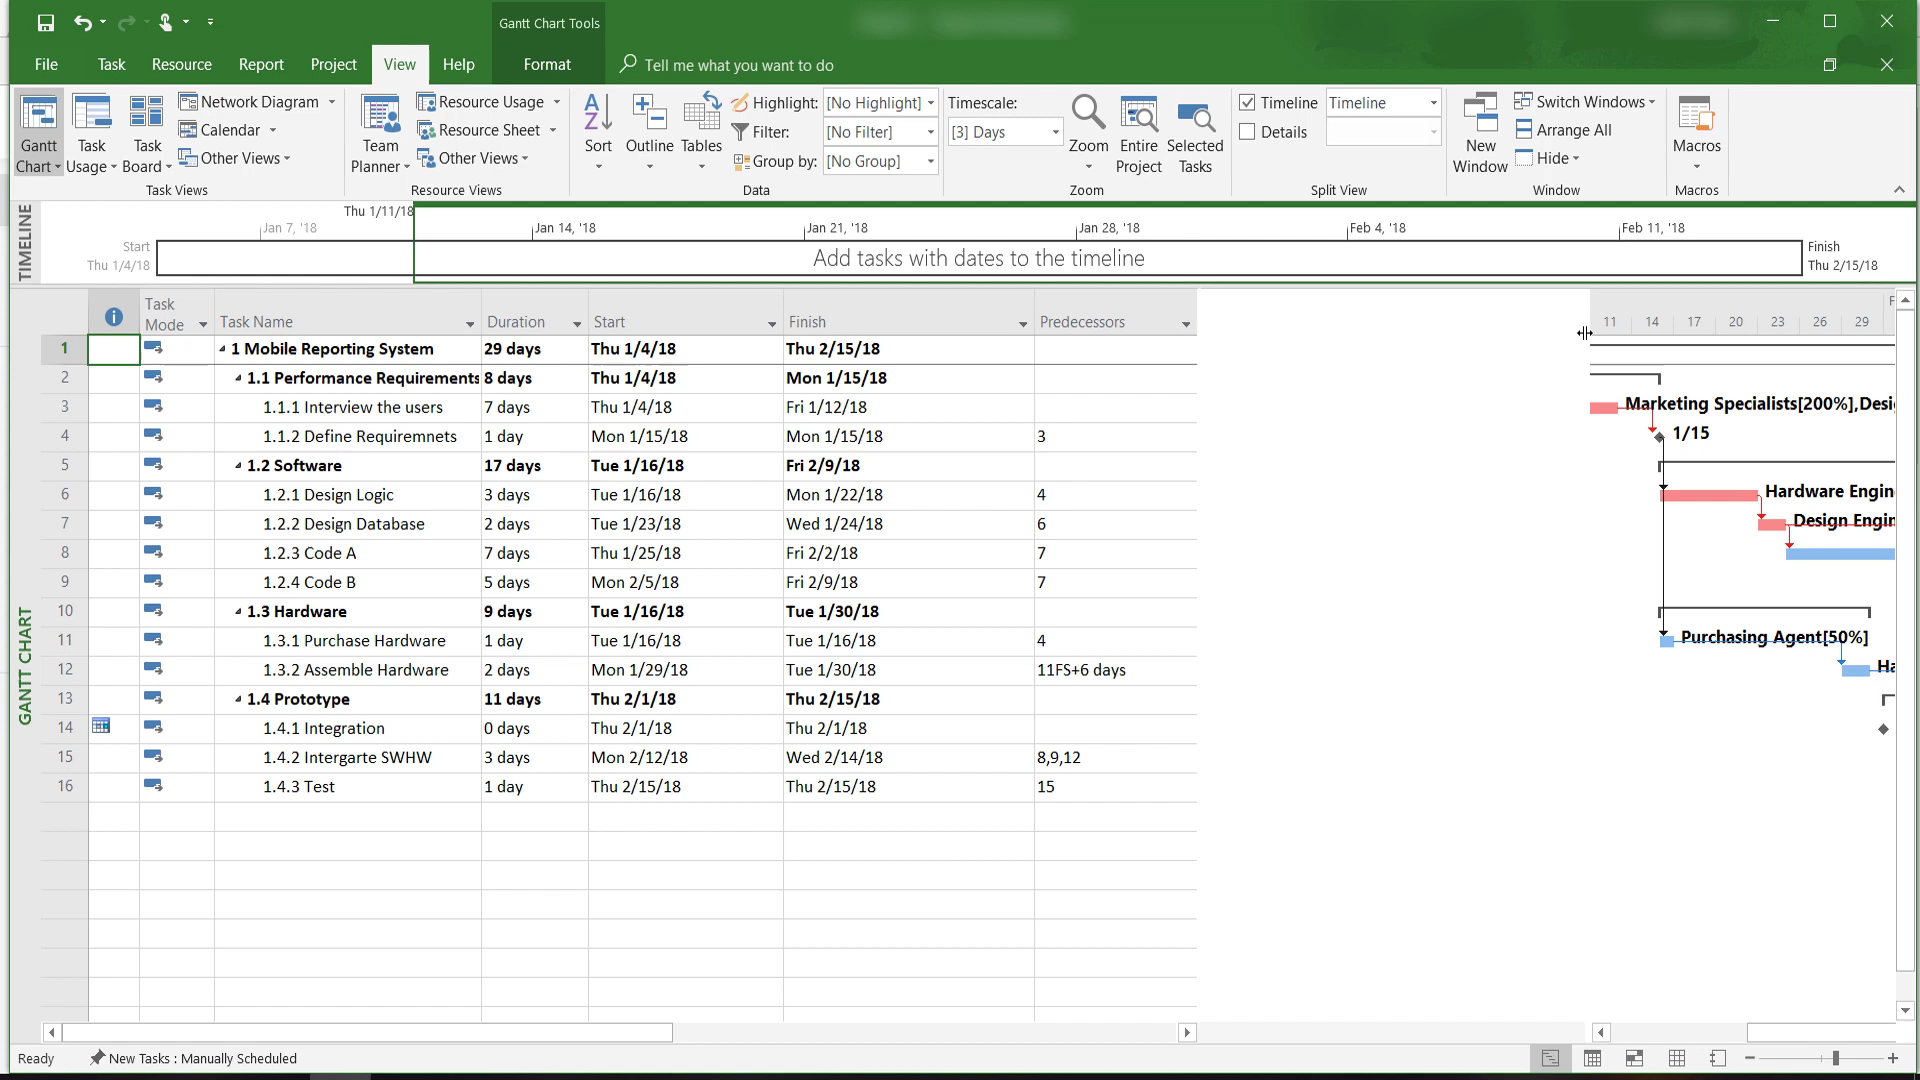 Gantt Chart Tools
File Task Resource Report Project View Help Format Tell me what you want to do
Gantt Chart
Task Usage
Task Board
Network Diagram
Calendar
Other Views
Task Views
Team Planner
Resource Usage
Resource Sheet
Other Views
Resource Views
Sort
Outline
Tables
Highlight: [No Highlight]
Filter: [No Filter]
Group by: [No Group]
Data
Timescale:
[3] Days
Zoom
Entire Project
Selected Tasks
Zoom
Timeline Timeline
Details
Split View
New Window
Switch Windows
Arrange All
Hide
Window
Macros
Macros
TIMELINE
Thu 1/11/18
Jan 7, '18 Jan 14, '18 Jan 21, '18 Jan 28, '18 Feb 4, '18 Feb 11, '18
Start
Thu 1/4/18
Add tasks with dates to the timeline
Finish
Thu 2/15/18
GANTT CHART
Task Mode Task Name Duration Start Finish Predecessors
F
11 14 17 20 23 26 29
1 1 Mobile Reporting System 29 days Thu 1/4/18 Thu 2/15/18
2 1.1 Performance Requirements 8 days Thu 1/4/18 Mon 1/15/18
3 1.1.1 Interview the users 7 days Thu 1/4/18 Fri 1/12/18 Marketing Specialists[200%],Desi
4 1.1.2 Define Requiremnets 1 day Mon 1/15/18 Mon 1/15/18 3 1/15
5 1.2 Software 17 days Tue 1/16/18 Fri 2/9/18
6 1.2.1 Design Logic 3 days Tue 1/16/18 Mon 1/22/18 4 Hardware Engin
7 1.2.2 Design Database 2 days Tue 1/23/18 Wed 1/24/18 6 Design Engin
8 1.2.3 Code A 7 days Thu 1/25/18 Fri 2/2/18 7
9 1.2.4 Code B 5 days Mon 2/5/18 Fri 2/9/18 7
10 1.3 Hardware 9 days Tue 1/16/18 Tue 1/30/18
11 1.3.1 Purchase Hardware 1 day Tue 1/16/18 Tue 1/16/18 4 Purchasing Agent[50%]
12 1.3.2 Assemble Hardware 2 days Mon 1/29/18 Tue 1/30/18 11FS+6 days Ha
13 1.4 Prototype 11 days Thu 2/1/18 Thu 2/15/18
14 1.4.1 Integration 0 days Thu 2/1/18 Thu 2/1/18
15 1.4.2 Intergarte SWHW 3 days Mon 2/12/18 Wed 2/14/18 8,9,12
16 1.4.3 Test 1 day Thu 2/15/18 Thu 2/15/18 15
Ready New Tasks : Manually Scheduled